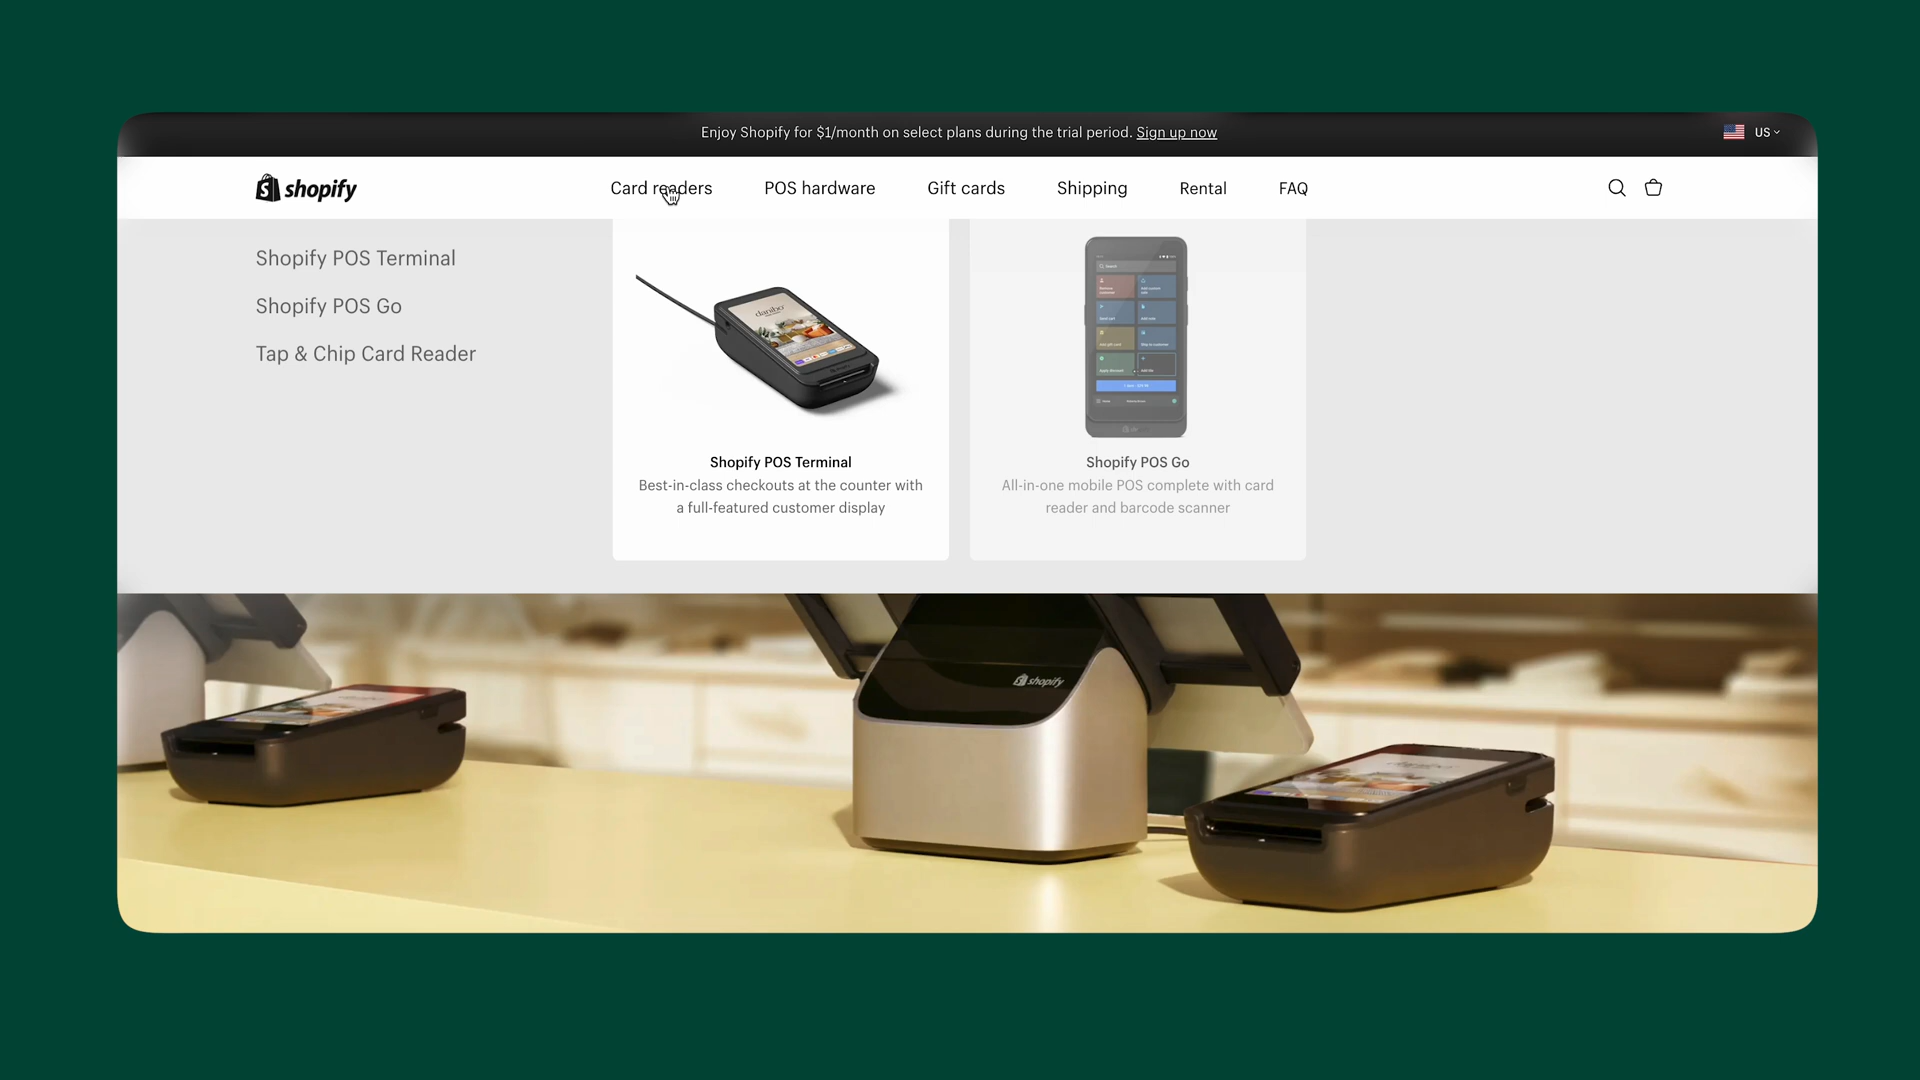 Enjoy Shopify for $1/month on select plans during the trial period. Sign up now
US
shopify
Card readers
POS hardware
Gift cards
Shipping
Rental
FAQ
Shopify POS Terminal
Shopify POS Go
Tap & Chip Card Reader
danibo
Shopify POS Terminal
Best-in-class checkouts at the counter with
a full-featured customer display
Search
Shopify POS Go
All-in-one mobile POS complete with card
reader and barcode scanner
shopify